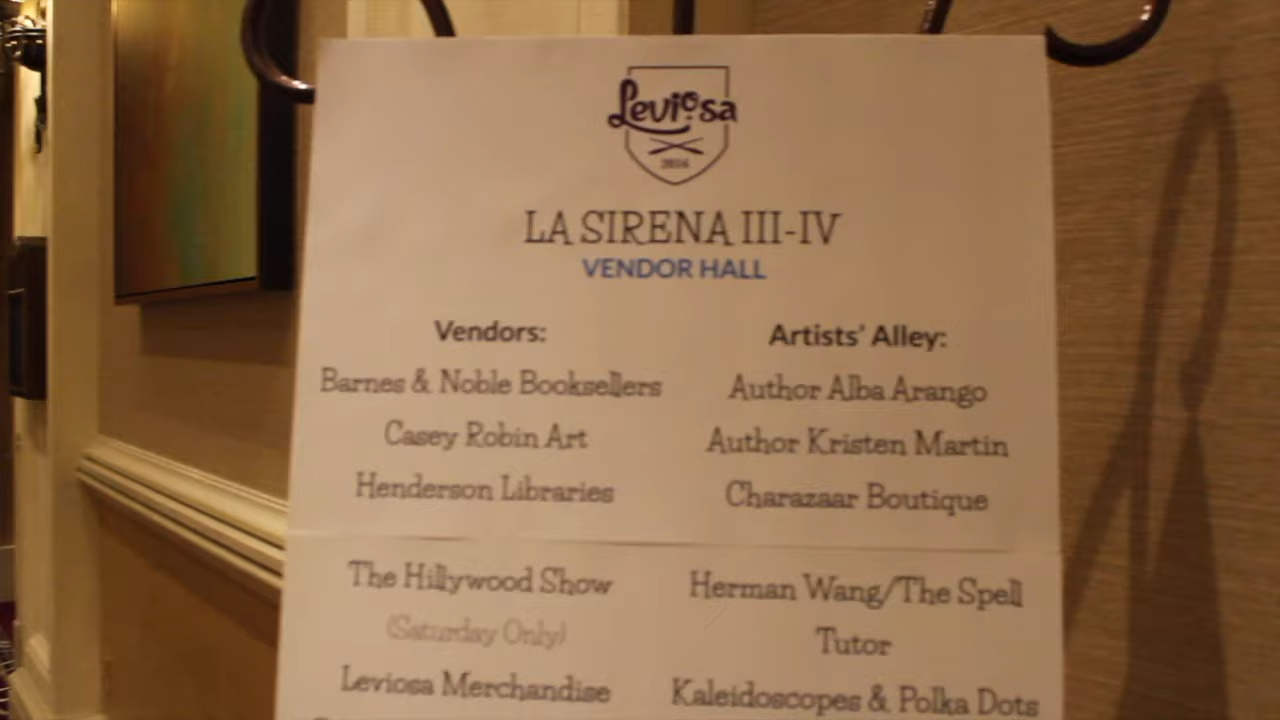 Leviosa
2016
LA SIRENA III-IV
VENDOR HALL
Vendors:
Barnes & Noble Booksellers
Casey Robin Art
Henderson Libraries
The Hillywood Show
(Saturday Only)
Leviosa Merchandise
Artists' Alley:
Author Alba Arango
Author Kristen Martin
Charazaar Boutique
Herman Wang/The Spell
Tutor
Kaleidoscopes & Polka Dots